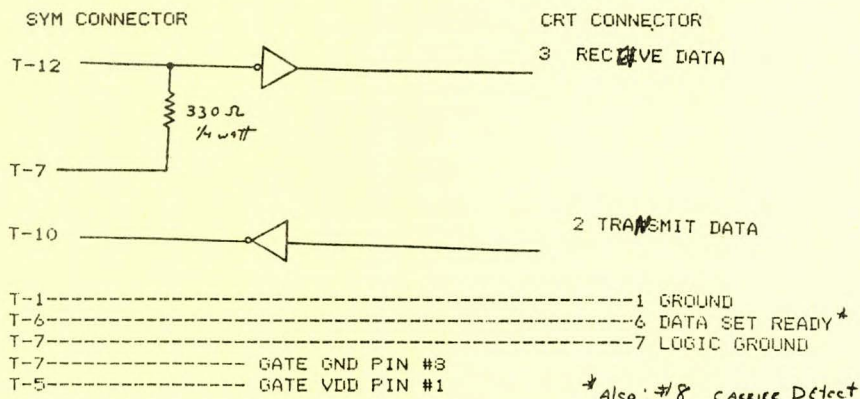 SYM CONNECTOR CRT CONNECTOR
T-12 3 RECEIVE DATA
330 Ω
1/4 watt
T-7
T-10 2 TRANSMIT DATA
T-1------------------------------------------------------------1 GROUND
T-6------------------------------------------------------------6 DATA SET READY*
T-7------------------------------------------------------------7 LOGIC GROUND
T-7---------------- GATE GND PIN #8
T-5---------------- GATE VDD PIN #1
* Also: #8 CARRIER Detect